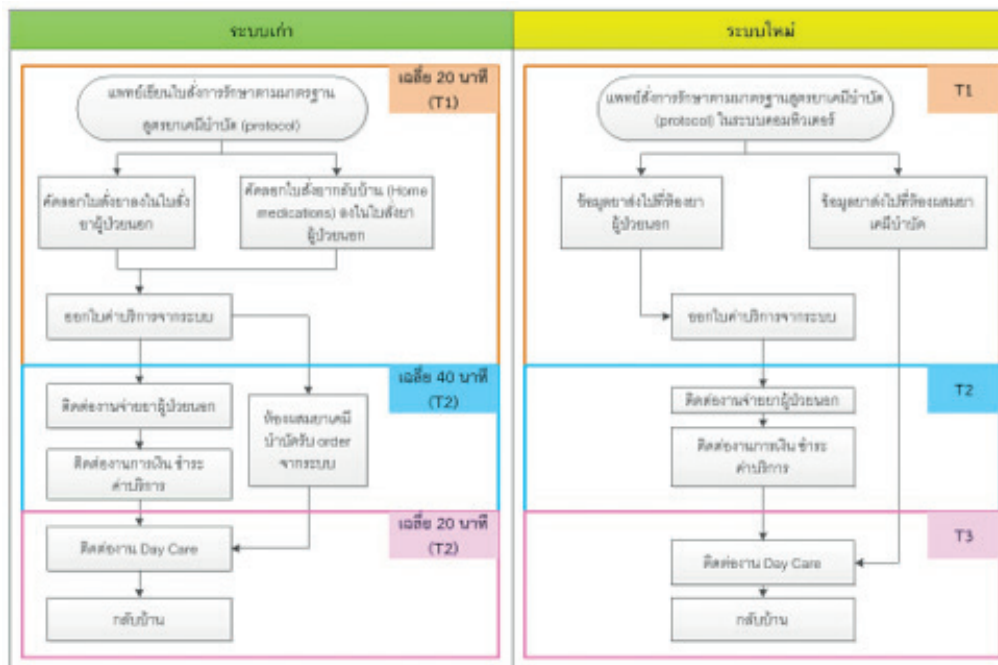 ระบบเก่า
เฉลี่ย 20 นาที
(T1)
แพทย์เขียนใบสั่งการรักษาตามมาตรฐาน
สูตรยาเคมีบำบัด (protocol)
คัดลอกใบสั่งยาลงในใบสั่ง
ยาผู้ป่วยนอก
คัดลอกใบสั่งยากลับบ้าน (Home
medications) ลงในใบสั่งยา
ผู้ป่วยนอก
ออกใบค่าบริการจากระบบ
เฉลี่ย 40 นาที
(T2)
ติดต่องานจ่ายยาผู้ป่วยนอก
ห้องผสมยาเคมี
บำบัดรับ order
จากระบบ
ติดต่องานการเงิน ชำระ
ค่าบริการ
เฉลี่ย 20 นาที
(T2)
ติดต่องาน Day Care
กลับบ้าน
ระบบใหม่
T1
แพทย์สั่งการรักษาตามมาตรฐานสูตรยาเคมีบำบัด
(protocol) ในระบบคอมพิวเตอร์
ข้อมูลยาส่งไปที่ห้องยา
ผู้ป่วยนอก
ข้อมูลยาส่งไปที่ห้องผสมยา
เคมีบำบัด
ออกใบค่าบริการจากระบบ
T2
ติดต่องานจ่ายยาผู้ป่วยนอก
ติดต่องานการเงิน ชำระ
ค่าบริการ
T3
ติดต่องาน Day Care
กลับบ้าน